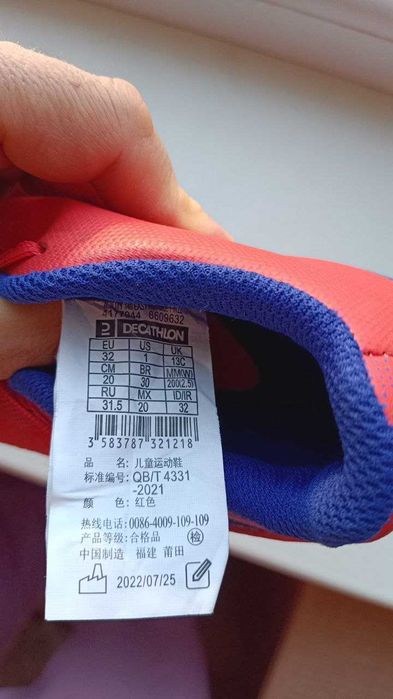 4177944 8609632
DECATHLON
EU US UK
32 1 13C
CM BR MM(W)
20 30 200(2.5)
RU MX ID/IR
31.5 20 32
3 583787 321218
品 名: 儿童运动鞋
标准编号: QB/T 4331
-2021
颜 色: 红色
热线电话: 0086-4009-109-109
产品等级: 合格品 检
中国制造 福建 莆田
2022/07/25